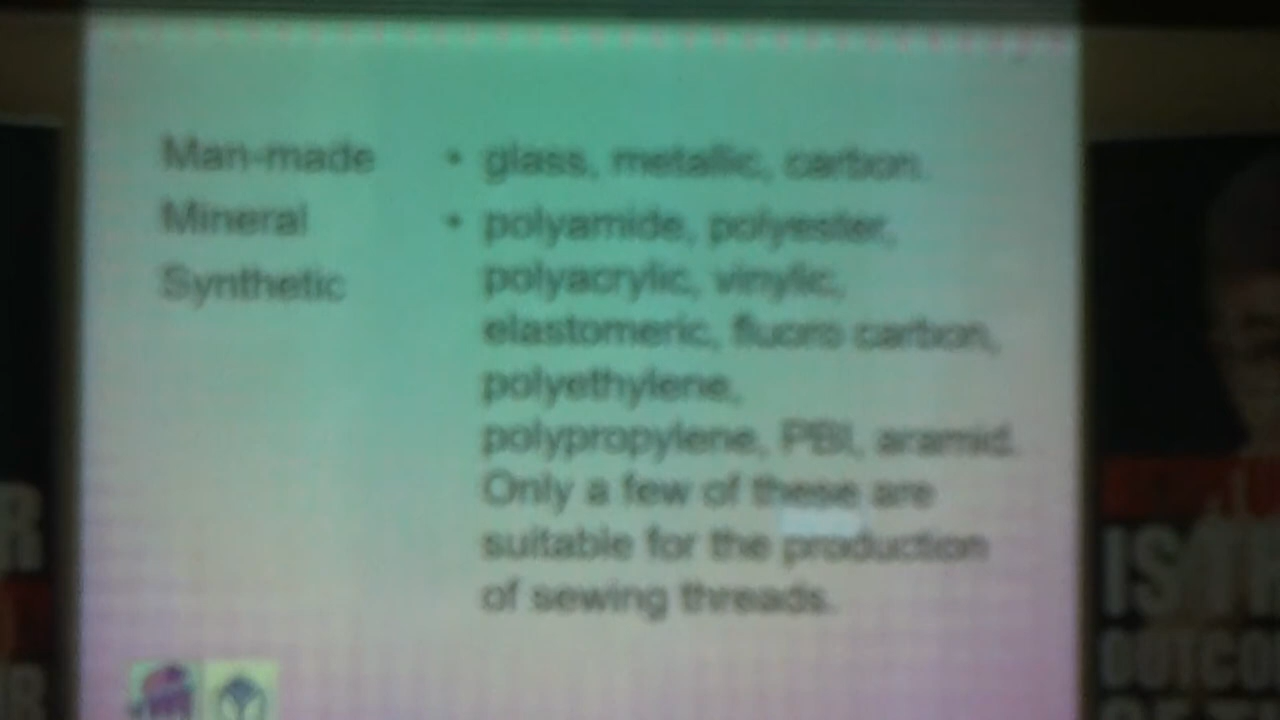 Man-made
Mineral
Synthetic
• glass, metallic, carbon.
• polyamide, polyester,
polyacrylic, vinylic,
elastomeric, fluoro carbon,
polyethylene,
polypropylene, PBI, aramid.
Only a few of these are
suitable for the production
of sewing threads.